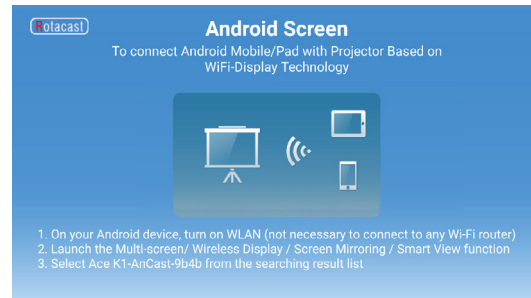 Rotacast
Android Screen
To connect Android Mobile/Pad with Projector Based on
WiFi-Display Technology
1. On your Android device, turn on WLAN (not necessary to connect to any Wi-Fi router)
2. Launch the Multi-screen/ Wireless Display / Screen Mirroring / Smart View function
3. Select Ace K1-AnCast-9b4b from the searching result list